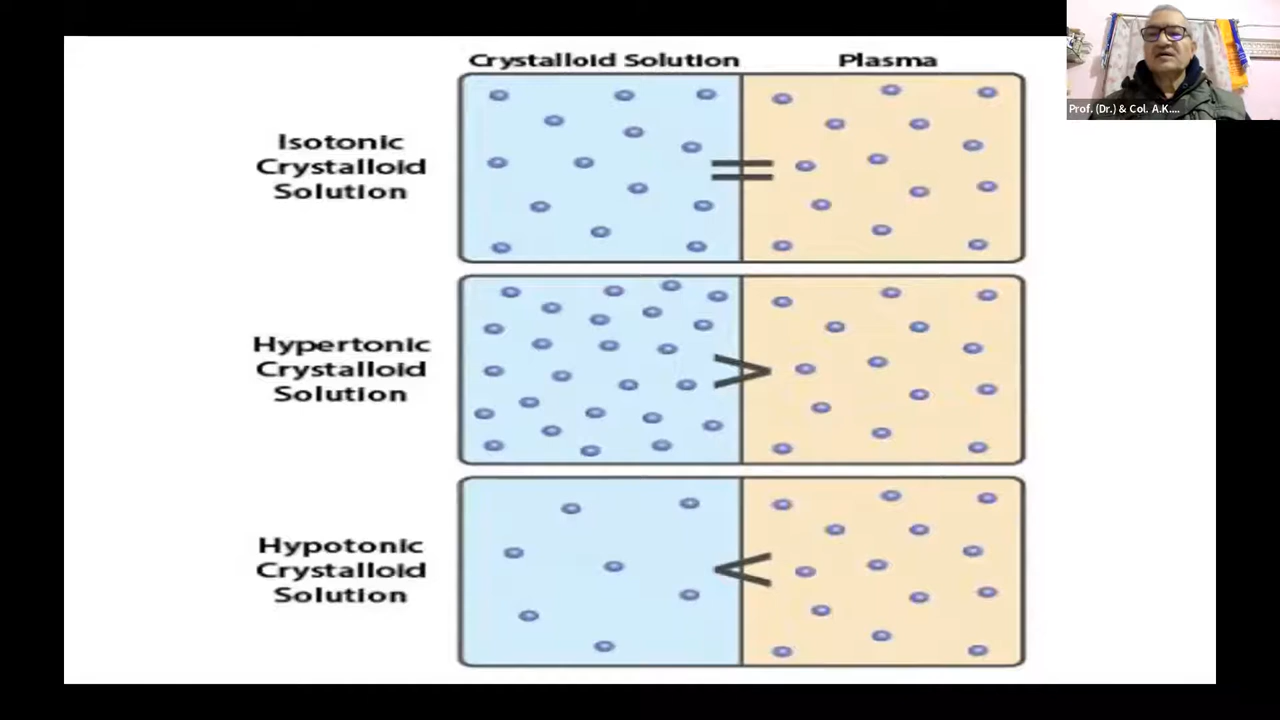 Crystalloid Solution
Plasma
Isotonic
Crystalloid
Solution
=
Hypertonic
Crystalloid
Solution
>
Hypotonic
Crystalloid
Solution
<
Prof. (Dr.) & Col. A.K....